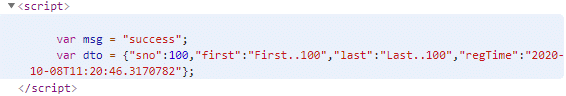 <script>
var msg = "success";
var dto = {"sno":100,"first":"First..100","last":"Last..100","regTime":"2020-
10-08T11:20:46.3170782"};
</script>